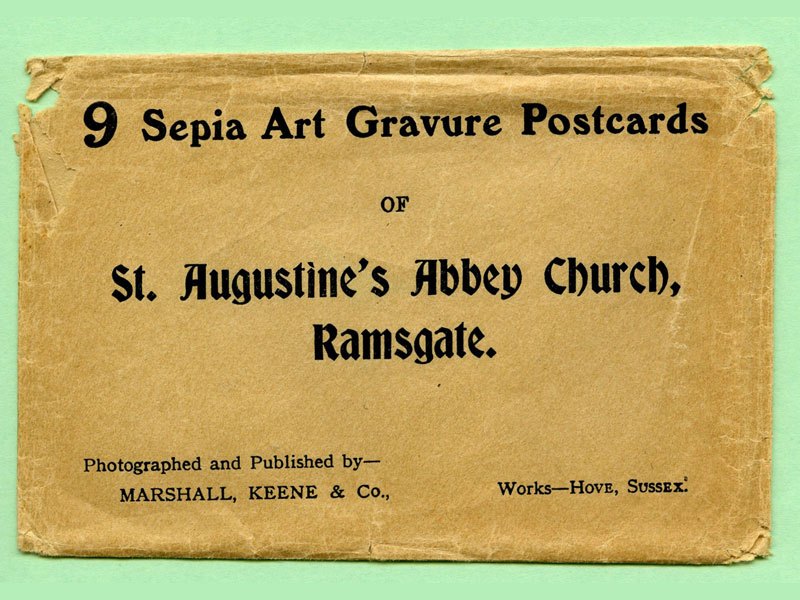 9 Sepia Art Gravure Postcards
OF
St. Augustine's Abbey Church,
Ramsgate.
Photographed and Published by—
MARSHALL, KEENE & Co.,
Works—Hove, Sussex.